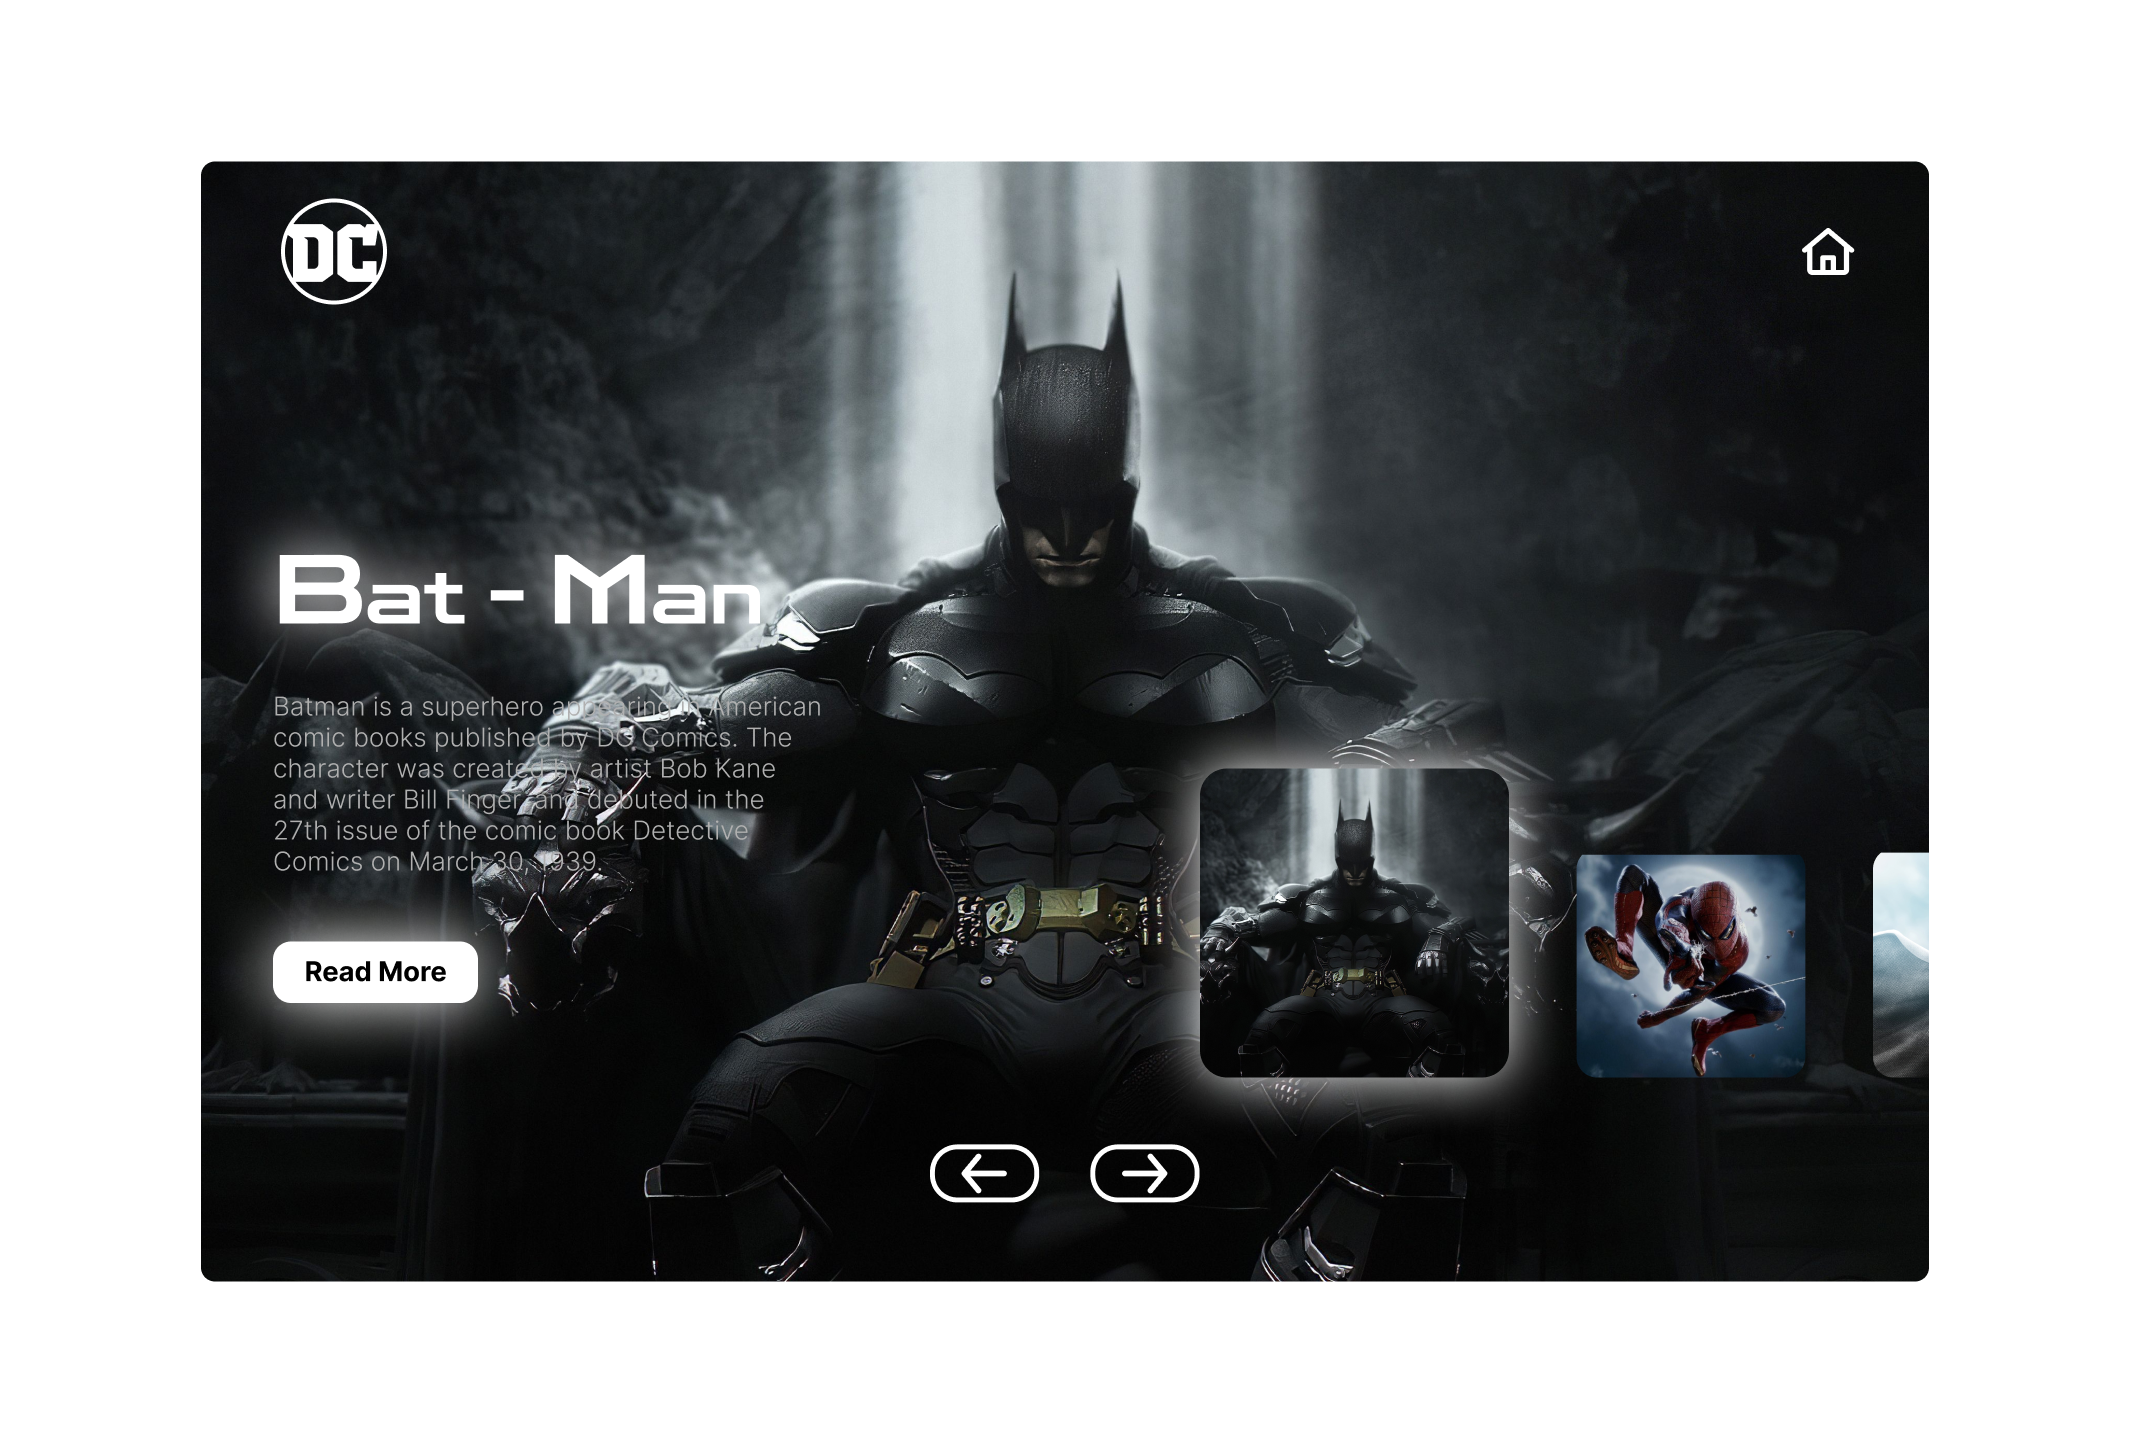 DC
Bat - Man
Batman is a superhero appearing in American
comic books published by DC Comics. The
character was created by artist Bob Kane
and writer Bill Finger, and debuted in the
27th issue of the comic book Detective
Comics on March 30, 1939.
Read More